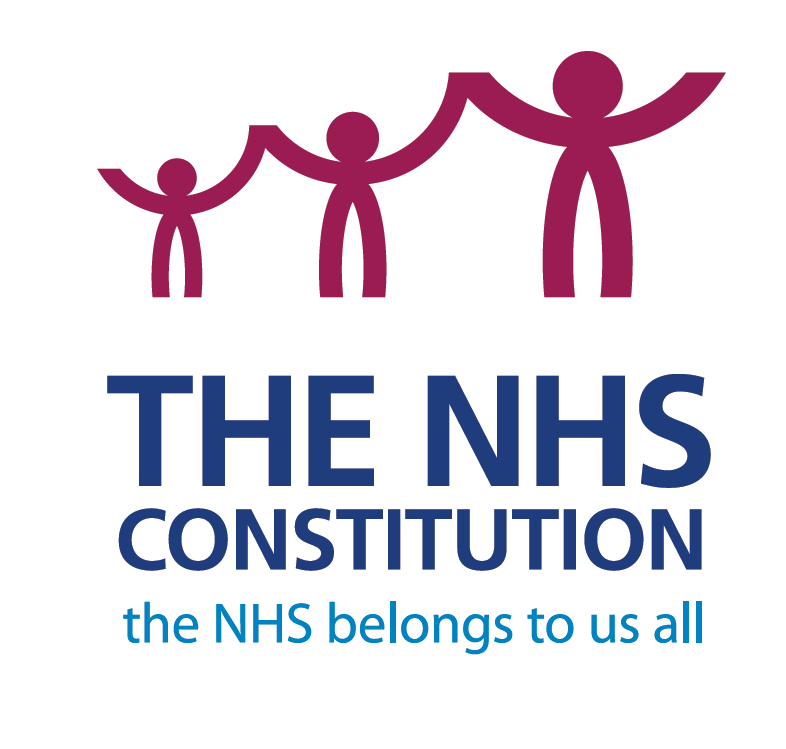 THE NHS
CONSTITUTION
the NHS belongs to us all